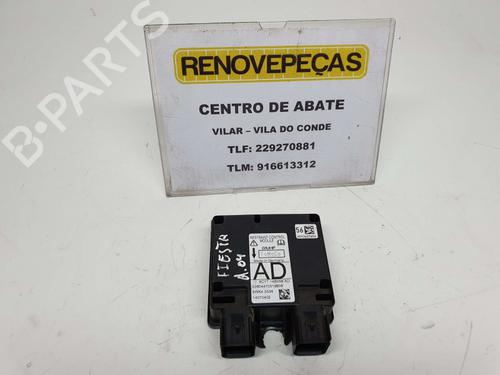 B-PARTS
RENOVEPEÇAS
CENTRO DE ABATE
VILAR – VILA DO CONDE
TLF: 229270881
TLM: 916613312
RESTRAINT CONTROL
MODULE
56
AD
FIESTA
2.04